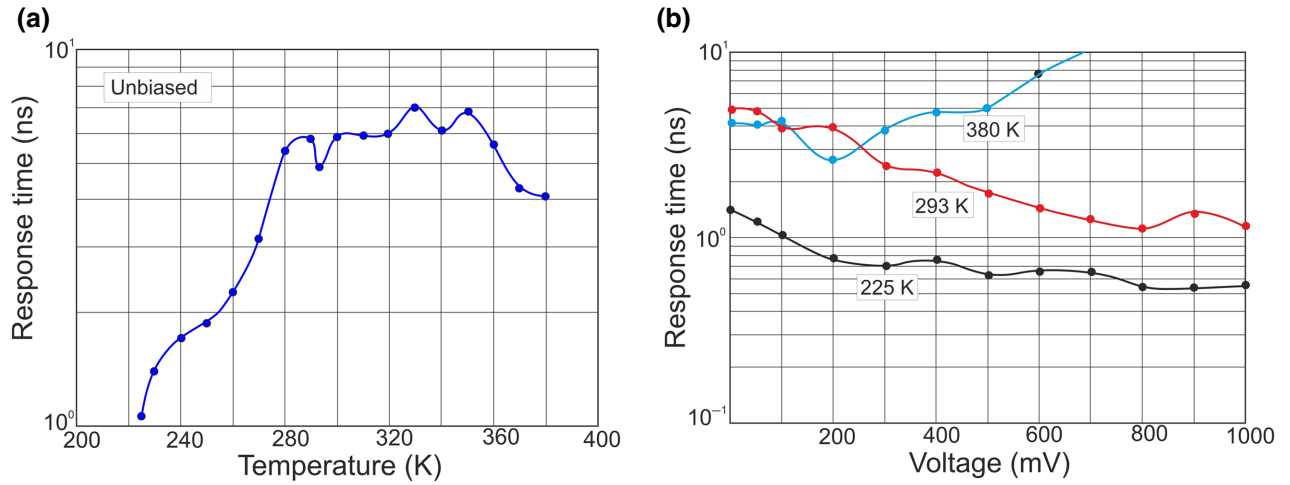 (a)
10¹
Unbiased
Response time (ns)
10⁰
200 240 280 320 360 400
Temperature (K)
(b)
10¹
380 K
293 K
10⁰
225 K
Response time (ns)
10⁻¹
200 400 600 800 1000
Voltage (mV)